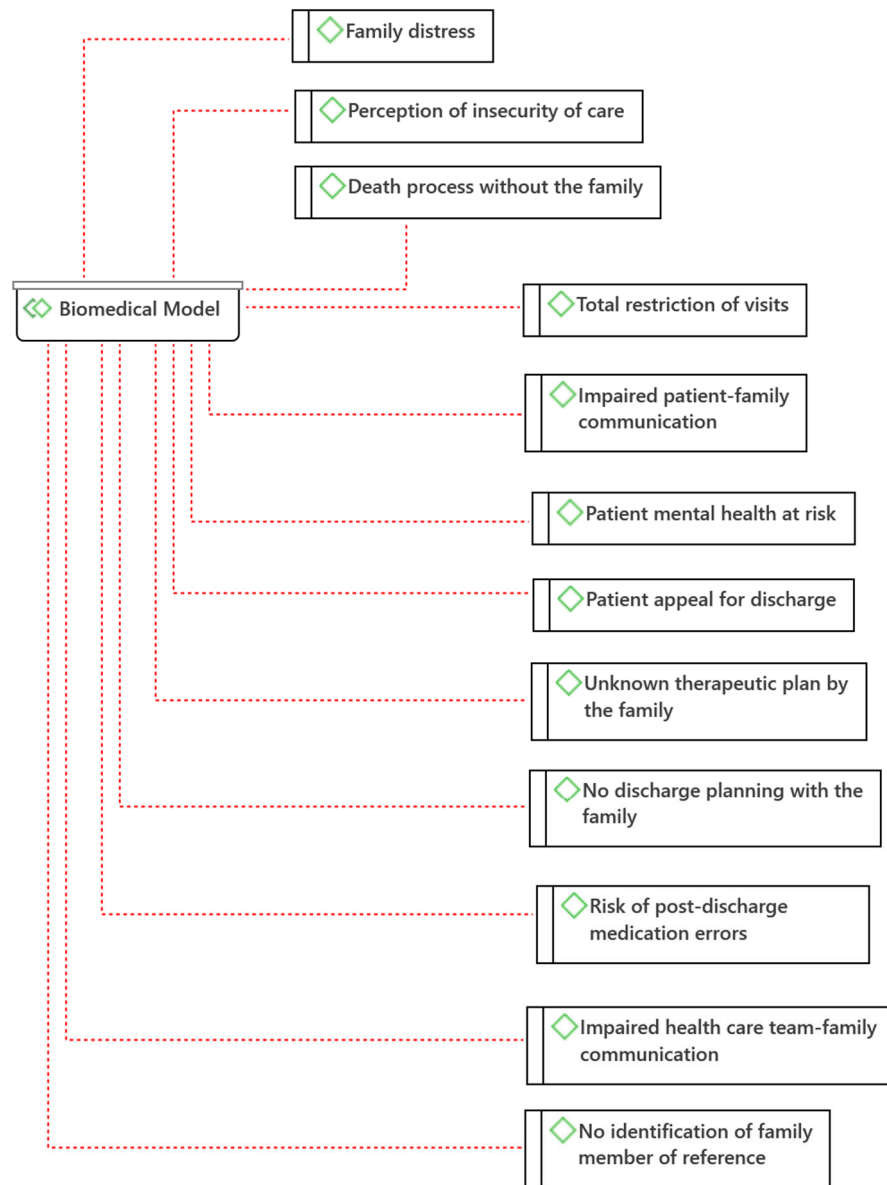 Family distress
Perception of insecurity of care
Death process without the family
Biomedical Model
Total restriction of visits
Impaired patient-family
communication
Patient mental health at risk
Patient appeal for discharge
Unknown therapeutic plan by
the family
No discharge planning with the
family
Risk of post-discharge
medication errors
Impaired health care team-family
communication
No identification of family
member of reference